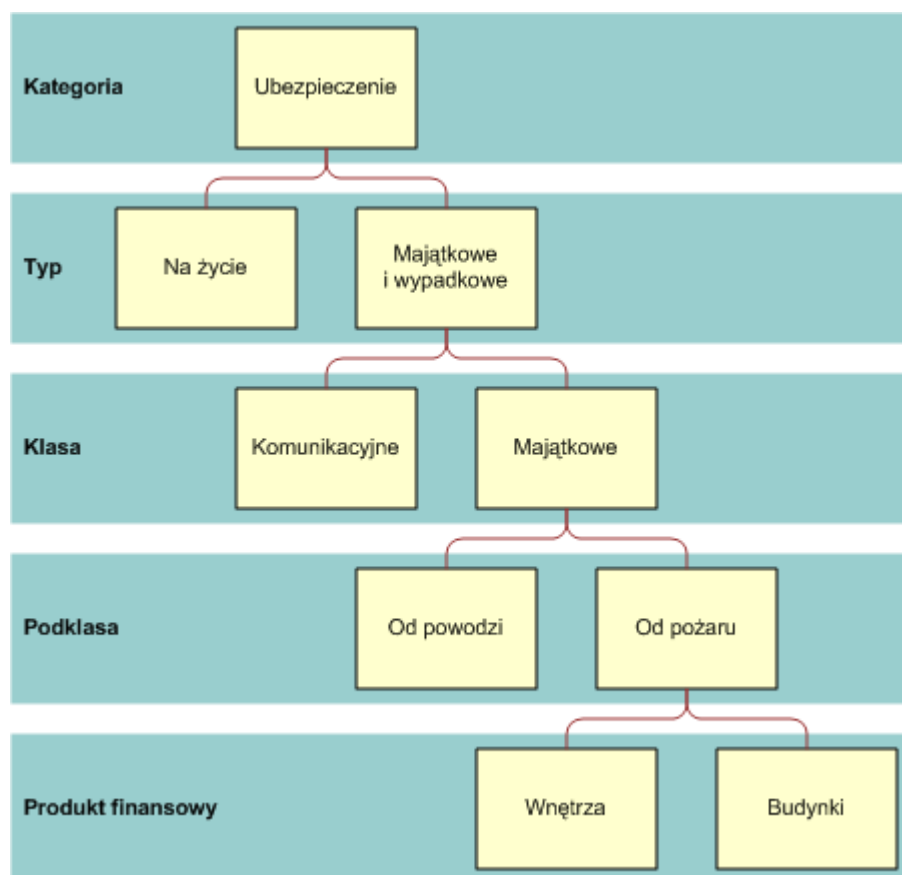 Kategoria
Ubezpieczenie
Typ
Na życie
Majątkowe
i wypadkowe
Klasa
Komunikacyjne
Majątkowe
Podklasa
Od powodzi
Od pożaru
Produkt finansowy
Wnętrza
Budynki